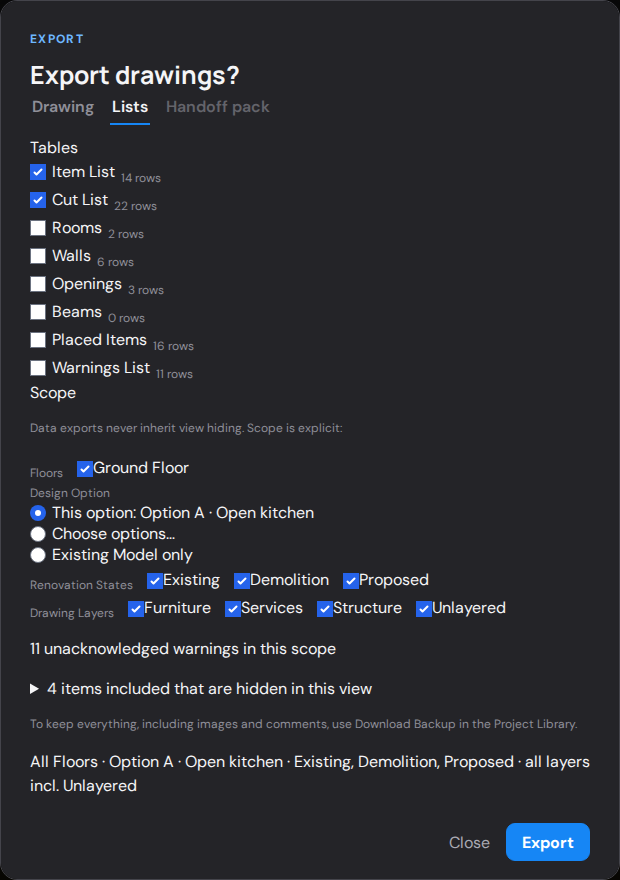 EXPORT
Export drawings?
Drawing Lists Handoff pack
Tables
Item List 14 rows
Cut List 22 rows
Rooms 2 rows
Walls 6 rows
Openings 3 rows
Beams 0 rows
Placed Items 16 rows
Warnings List 11 rows
Scope
Data exports never inherit view hiding. Scope is explicit:
Floors Ground Floor
Design Option
This option: Option A · Open kitchen
Choose options...
Existing Model only
Renovation States Existing Demolition Proposed
Drawing Layers Furniture Services Structure Unlayered
11 unacknowledged warnings in this scope
4 items included that are hidden in this view
To keep everything, including images and comments, use Download Backup in the Project Library.
All Floors · Option A · Open kitchen · Existing, Demolition, Proposed · all layers
incl. Unlayered
Close Export